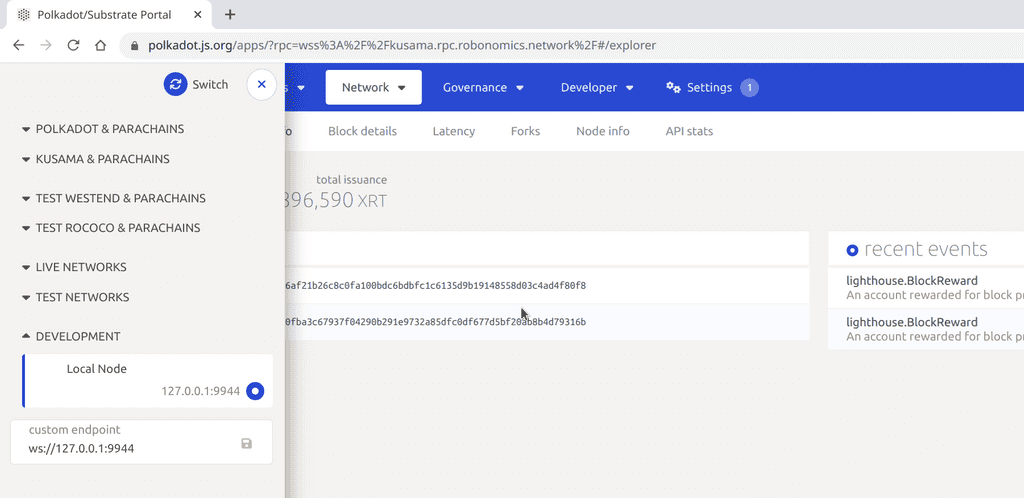 Polkadot/Substrate Portal
polkadot.js.org/apps/?rpc=wss%3A%2F%2Fkusama.rpc.robonomics.network%2F#/explorer
Switch
s
Network
Governance
Developer
Settings
1
o
Block details
Latency
Forks
Node info
API stats
POLKADOT & PARACHAINS
KUSAMA & PARACHAINS
TEST WESTEND & PARACHAINS
TEST ROCOCO & PARACHAINS
LIVE NETWORKS
TEST NETWORKS
DEVELOPMENT
Local Node
127.0.0.1:9944
custom endpoint
ws://127.0.0.1:9944
total issuance
396,590 XRT
6af21b26c8c0fa100bdc6bdbfc1c6135d9b19148558d03c4ad4f80f8
0fba3c67937f04290b291e9732a85dfc0df677d5bf20ab8b4d79316b
recent events
lighthouse.BlockReward
An account rewarded for block pr
lighthouse.BlockReward
An account rewarded for block pr